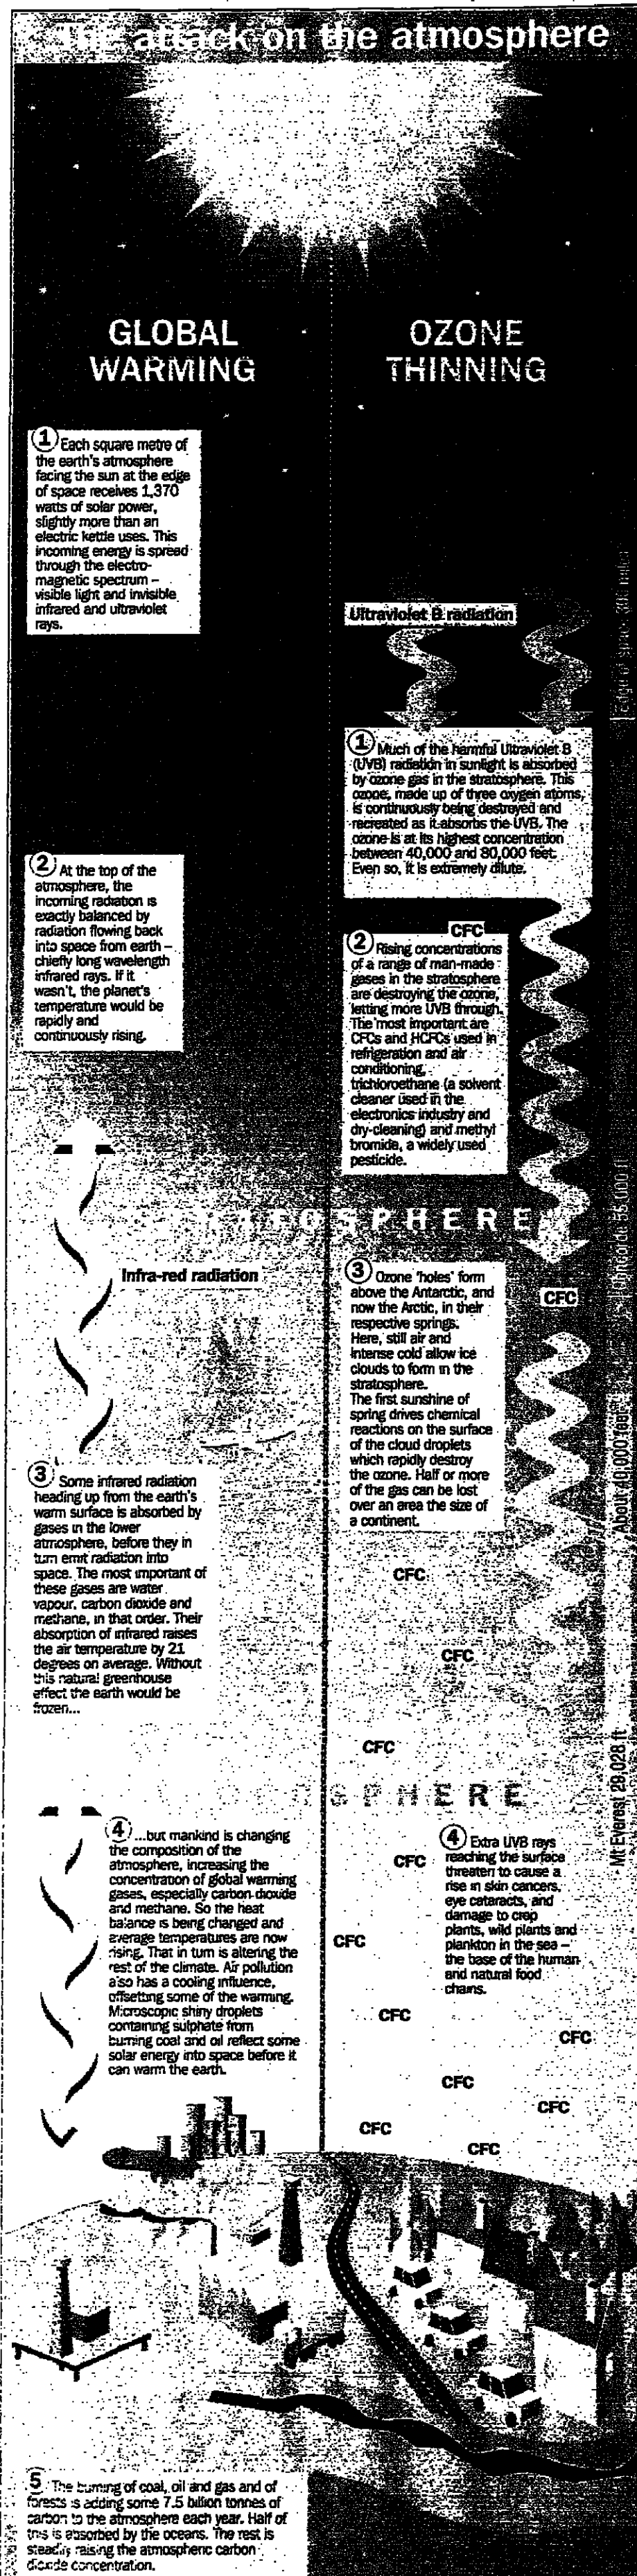 The attack on the atmosphere
GLOBAL
WARMING
1 Each square metre of
the earth's atmosphere
facing the sun at the edge
of space receives 1,370
watts of solar power,
slightly more than an
electric kettle uses. This
incoming energy is spread
through the electro-
magnetic spectrum –
visible light and invisible
infrared and ultraviolet
rays.
2 At the top of the
atmosphere, the
incoming radiation is
exactly balanced by
radiation flowing back
into space from earth –
chiefly long wavelength
infrared rays. If it
wasn't, the planet's
temperature would be
rapidly and
continuously rising.
Infra-red radiation
3 Some infrared radiation
heading up from the earth's
warm surface is absorbed by
gases in the lower
atmosphere, before they in
turn emit radiation into
space. The most important of
these gases are water
vapour, carbon dioxide and
methane, in that order. Their
absorption of infrared raises
the air temperature by 21
degrees on average. Without
this natural greenhouse
effect the earth would be
frozen...
4 ...but mankind is changing
the composition of the
atmosphere, increasing the
concentration of global warming
gases, especially carbon dioxide
and methane. So the heat
balance is being changed and
average temperatures are now
rising. That in turn is altering the
rest of the climate. Air pollution
also has a cooling influence,
offsetting some of the warming.
Microscopic shiny droplets
containing sulphate from
burning coal and oil reflect some
solar energy into space before it
can warm the earth.
5 The burning of coal, oil and gas and of
forests is adding some 7.5 billion tonnes of
carbon to the atmosphere each year. Half of
this is absorbed by the oceans. The rest is
steadily raising the atmospheric carbon
dioxide concentration.
OZONE
THINNING
Ultraviolet B radiation
1 Much of the harmful Ultraviolet B
(UVB) radiation in sunlight is absorbed
by ozone gas in the stratosphere. This
ozone, made up of three oxygen atoms,
is continuously being destroyed and
recreated as it absorbs the UVB. The
ozone is at its highest concentration
between 40,000 and 80,000 feet.
Even so, it is extremely dilute.
CFC
2 Rising concentrations
of a range of man-made
gases in the stratosphere
are destroying the ozone,
letting more UVB through.
The most important are
CFCs and HCFCs used in
refrigeration and air
conditioning,
trichloroethane (a solvent
cleaner used in the
electronics industry and
dry-cleaning) and methyl
bromide, a widely used
pesticide.
STRATOSPHERE
3 Ozone 'holes' form
above the Antarctic, and
now the Arctic, in their
respective springs.
Here, still air and
intense cold allow ice
clouds to form in the
stratosphere.
The first sunshine of
spring drives chemical
reactions on the surface
of the cloud droplets
which rapidly destroy
the ozone. Half or more
of the gas can be lost
over an area the size of
a continent.
CFC
CFC
CFC
CFC
4 Extra UVB rays
reaching the surface
threaten to cause a
rise in skin cancers,
eye cataracts, and
damage to crop
plants, wild plants and
plankton in the sea –
the base of the human
and natural food
chains.
CFC
CFC
CFC
CFC
CFC
CFC
CFC
CFC
Edge of space 300 miles
Concorde 55,000 ft
About 40,000 feet
Mt Everest 29,028 ft